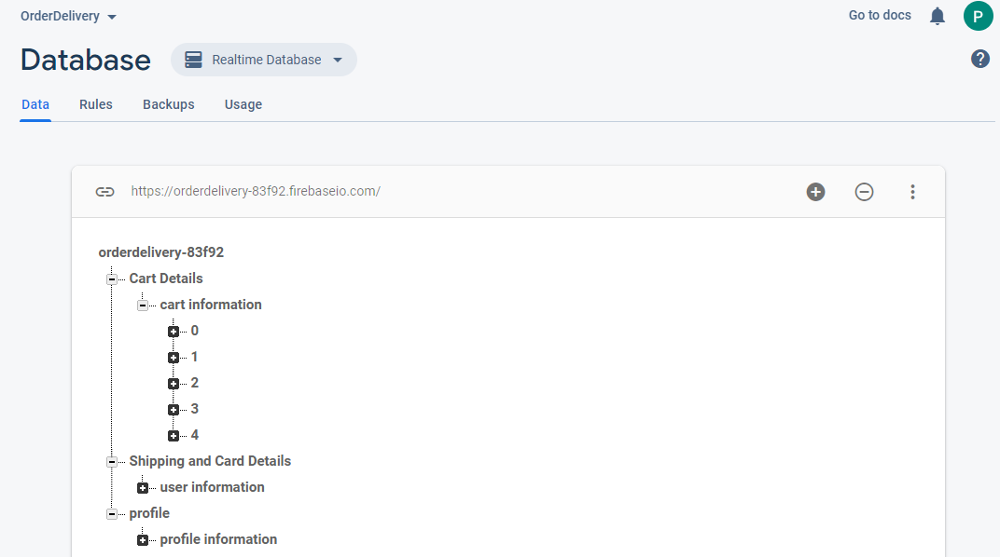 OrderDelivery
Go to docs
P
Database
Realtime Database
?
Data Rules Backups Usage
https://orderdelivery-83f92.firebaseio.com/
orderdelivery-83f92
Cart Details
cart information
0
1
2
3
4
Shipping and Card Details
user information
profile
profile information